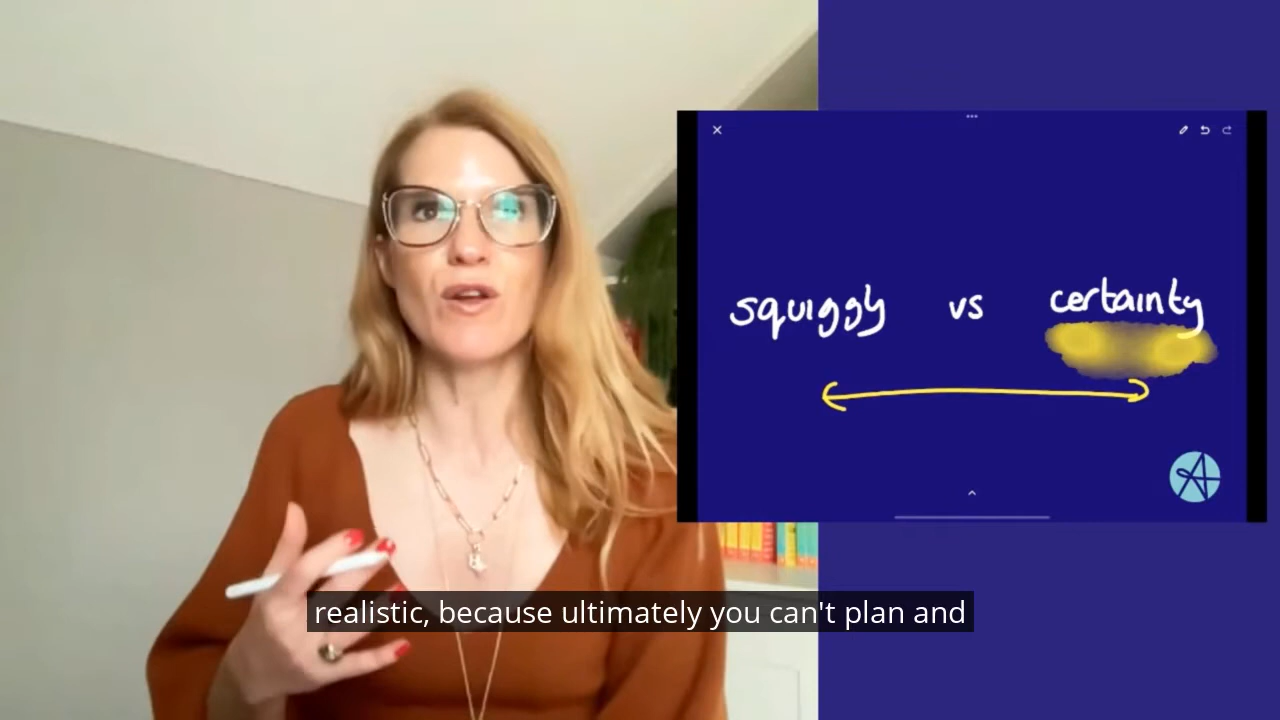 squiggly vs certainty
realistic, because ultimately you can't plan and